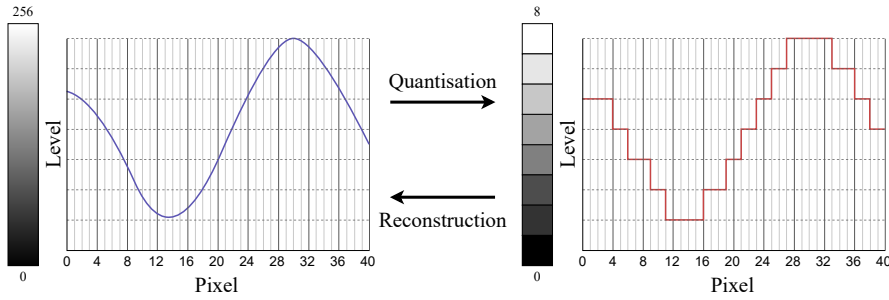 256
Level
0
0 4 8 12 16 20 24 28 32 36 40
Pixel
Quantisation
Reconstruction
8
Level
0
0 4 8 12 16 20 24 28 32 36 40
Pixel